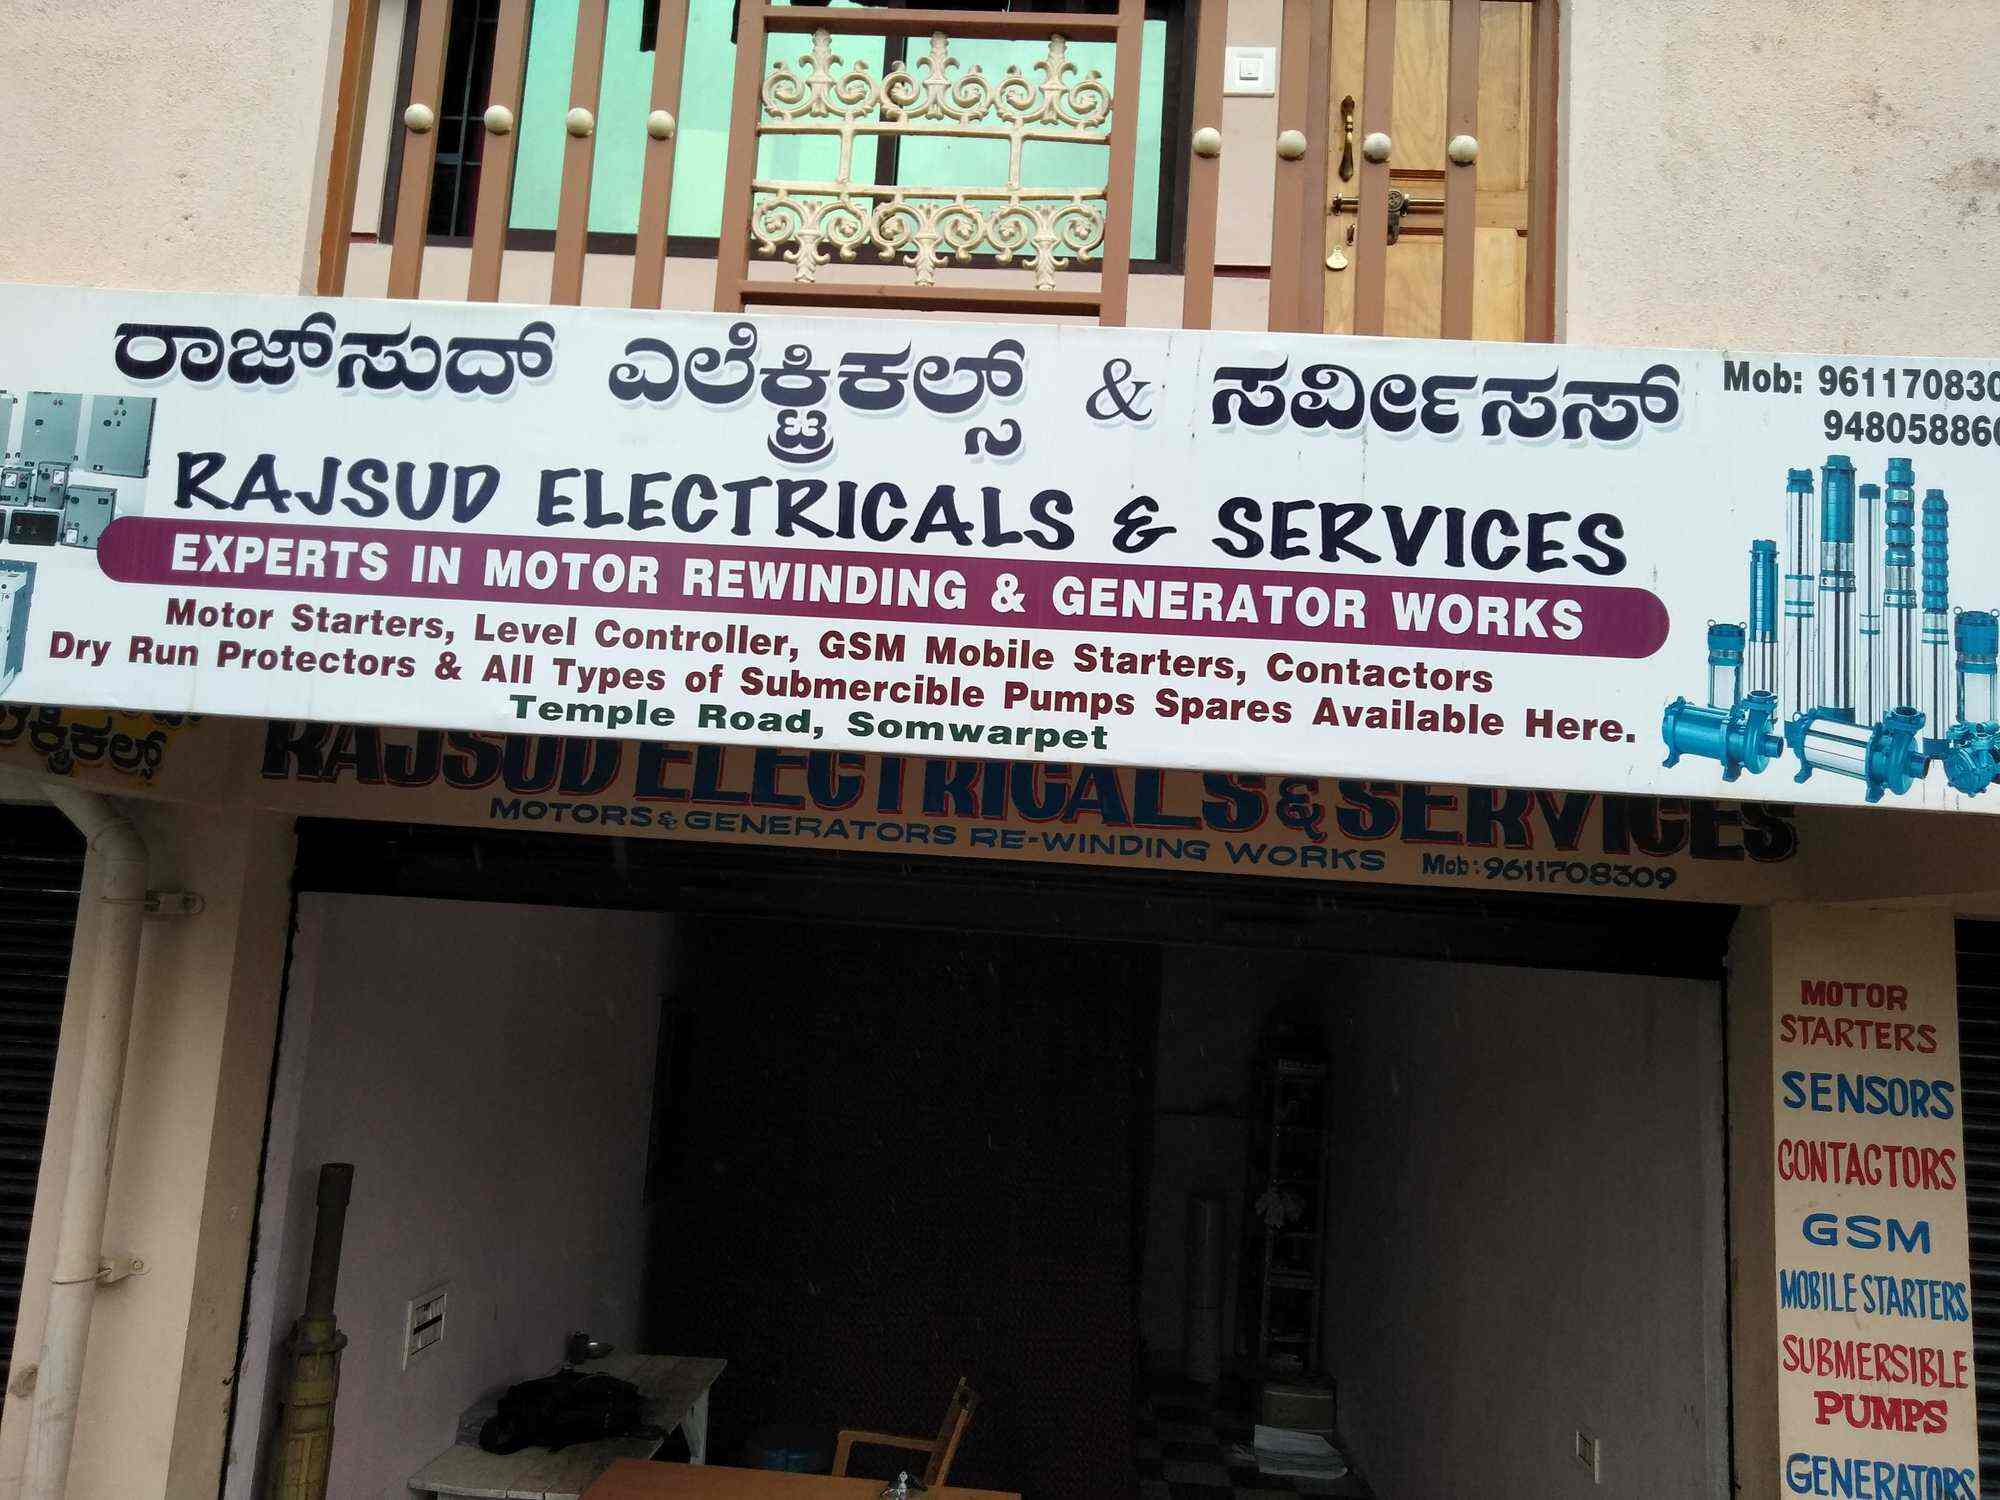 ರಾಜ್‌ಸುದ್ ಎಲೆಕ್ಟ್ರಿಕಲ್ಸ್ & ಸರ್ವೀಸಸ್
Mob: 961170830
948058860
RAJSUD ELECTRICALS & SERVICES
EXPERTS IN MOTOR REWINDING & GENERATOR WORKS
Motor Starters, Level Controller, GSM Mobile Starters, Contactors
Dry Run Protectors & All Types of Submercible Pumps Spares Available Here.
Temple Road, Somwarpet
RAJSUD ELECTRICALS & SERVICES
MOTORS & GENERATORS RE-WINDING WORKS Mob: 9611708309
MOTOR
STARTERS
SENSORS
CONTACTORS
GSM
MOBILE STARTERS
SUBMERSIBLE
PUMPS
GENERATORS